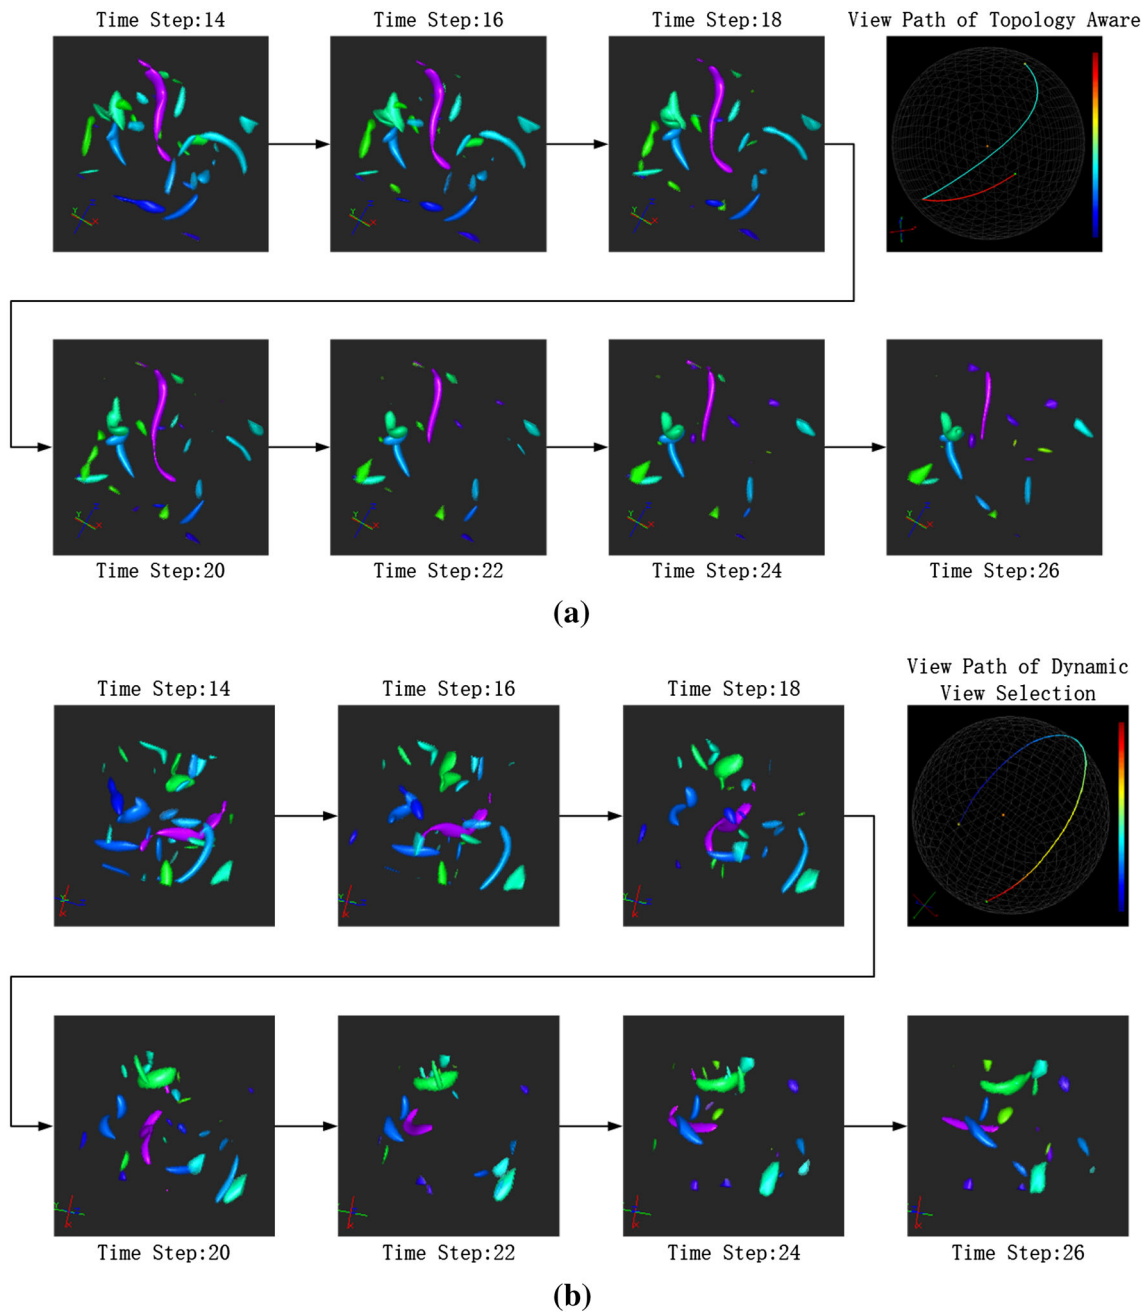 Time Step:14
Time Step:16
Time Step:18
View Path of Topology Aware
Time Step:20
Time Step:22
Time Step:24
Time Step:26
(a)
Time Step:14
Time Step:16
Time Step:18
View Path of Dynamic
View Selection
Time Step:20
Time Step:22
Time Step:24
Time Step:26
(b)